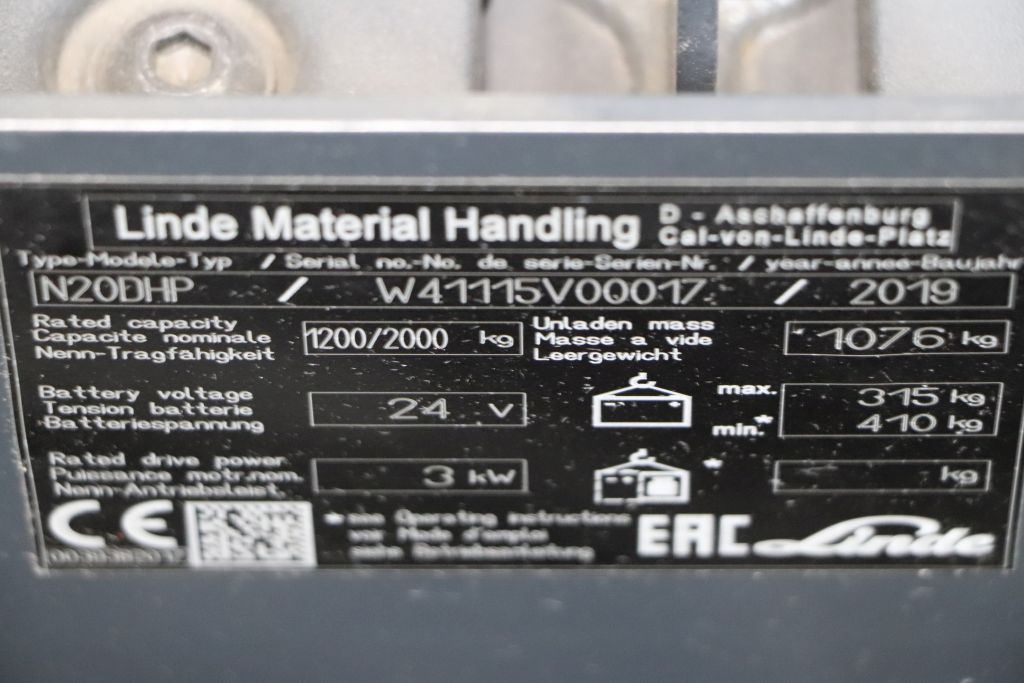 Linde Material Handling
D - Aschaffenburg
Cal-von-Linde-Platz
Type-Modele-Typ / Serial no.-No. de serie-Serien-Nr. / year-annee-Baujahr
N20DHP / W41115V00017 / 2019
Rated capacity
Capacite nominale
Nenn-Tragfähigkeit
1200/2000 kg
Unladen mass
Masse a vide
Leergewicht
1076 kg
Battery voltage
Tension batterie
Batteriespannung
24 V
max. 315 kg
min.* 410 kg
Rated drive power
Puissance motr.nom.
Nenn-Antriebsleist.
3 kW
* kg
CE
* see Operating instructions
voir Mode d'emploi
siehe Betriebsanleitung
EAC Linde